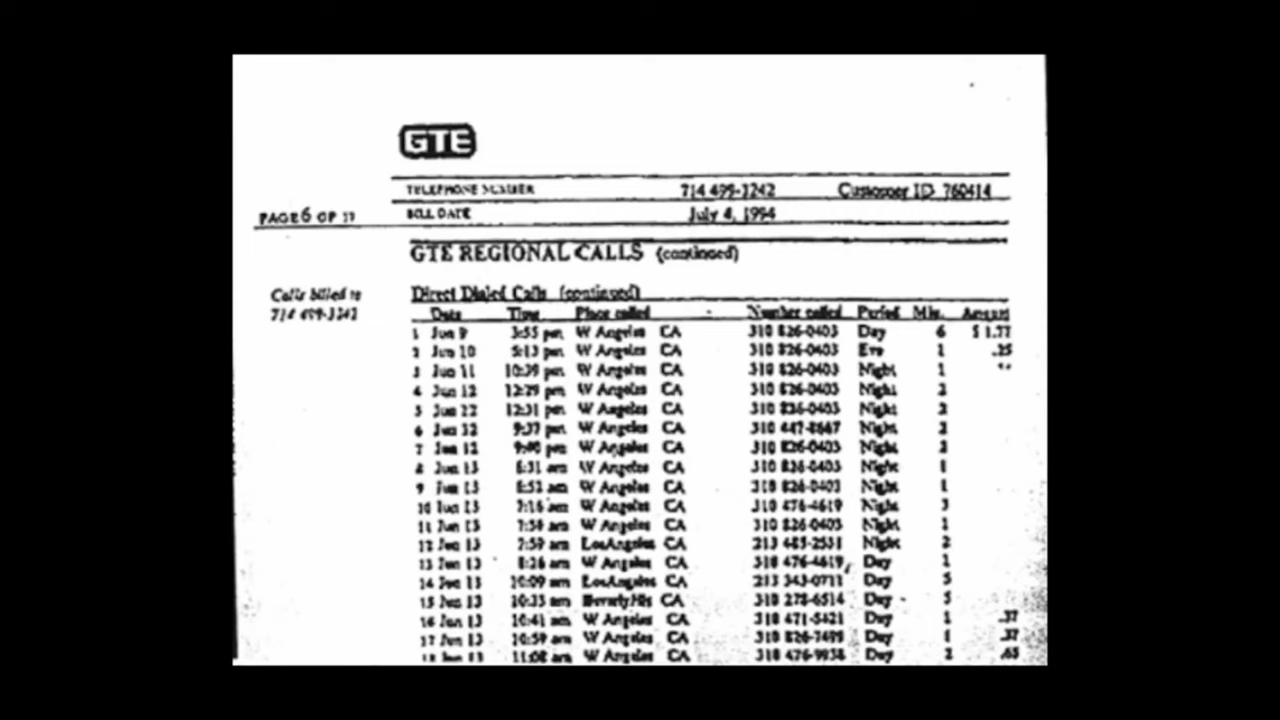 GTE
TELEPHONE NUMBER 714 499-3242 Customer ID 760414
PAGE 6 OF BILL DATE July 4, 1994
GTE REGIONAL CALLS (continued)
Calls billed to Direct Dialed Calls (continued)
714 499-3242 Date Time Place called Number called Period Min. Amount
1 Jun 9 3:55 pm W Angeles CA 310 826-0403 Day 6 $1.77
2 Jun 10 5:13 pm W Angeles CA 310 826-0403 Eve 1 .25
3 Jun 11 10:39 pm W Angeles CA 310 826-0403 Night 1
4 Jun 12 12:29 pm W Angeles CA 310 826-0403 Night 2
5 Jun 12:31 pm W Angeles CA 310 826-0403 Night 2
6 Jun 12 9:37 pm W Angeles CA 310 447-8667 Night 2
7 Jun 12 9:40 pm W Angeles CA 310 826-0403 Night 2
8 Jun 13 6:31 am W Angeles CA 310 826-0403 Night 1
9 Jun 13 6:52 am W Angeles CA 310 826-0403 Night 1
10 Jun 13 7:16 am W Angeles CA 310 476-4619 Night 3
11 Jun 13 am W Angeles CA 310 826-0403 Night 1
12 Jun 13 7:59 am LosAngeles CA 213 485-2531 Night 2
13 Jun 13 8:26 am W Angeles CA 310 476-4619 Day 1
14 Jun 13 10:09 am LosAngeles CA 213 343-0711 Day 5
15 Jun 13 10:33 am BeverlyHls CA 310 278-6514 Day 5
16 Jun 13 10:41 am W Angeles CA 310 471-5421 Day 1 .37
17 Jun 13 10:59 am W Angeles CA 310 826-7499 Day 1 .37
18 Jun 13 11:02 am W Angeles CA 310 476-9938 Day 2 .65